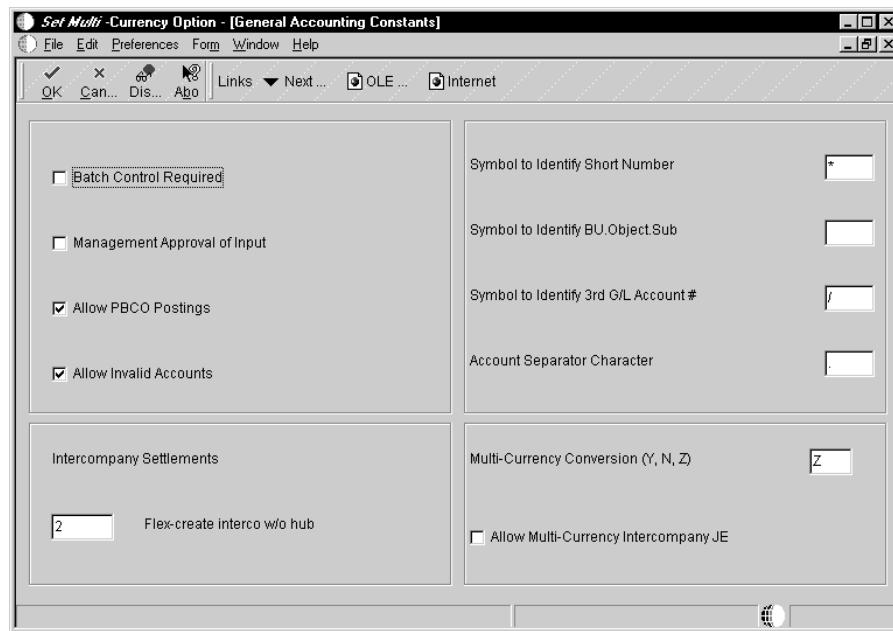 Set Multi -Currency Option - [General Accounting Constants]
File Edit Preferences Form Window Help
OK Can... Dis... Abo Links Next ... OLE ... Internet
Batch Control Required
Management Approval of Input
Allow PBCO Postings
Allow Invalid Accounts
Symbol to Identify Short Number *
Symbol to Identify BU.Object.Sub
Symbol to Identify 3rd G/L Account # /
Account Separator Character .
Intercompany Settlements
2 Flex-create interco w/o hub
Multi-Currency Conversion (Y, N, Z) Z
Allow Multi-Currency Intercompany JE